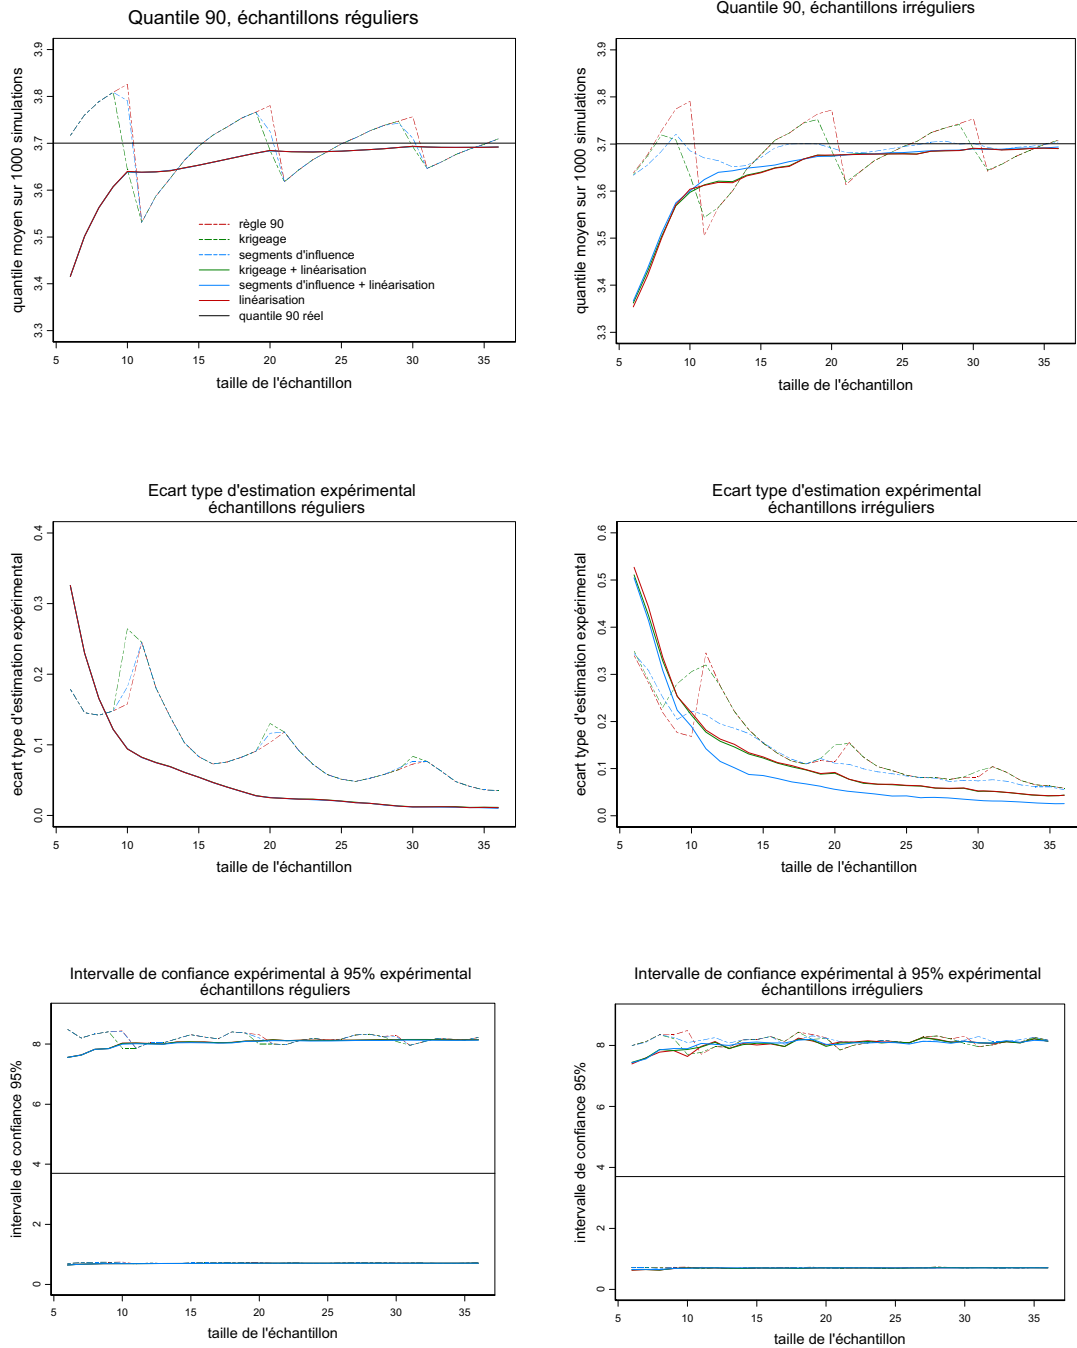 Quantile 90, échantillons réguliers
quantile moyen sur 1000 simulations
3.9
3.8
3.7
3.6
3.5
3.4
3.3
règle 90
krigeage
segments d'influence
krigeage + linéarisation
segments d'influence + linéarisation
linéarisation
quantile 90 réel
5 10 15 20 25 30 35
taille de l'échantillon
Quantile 90, échantillons irréguliers
quantile moyen sur 1000 simulations
3.9
3.8
3.7
3.6
3.5
3.4
3.3
5 10 15 20 25 30 35
taille de l'échantillon
Ecart type d'estimation expérimental
échantillons réguliers
ecart type d'estimation expérimental
0.4
0.3
0.2
0.1
0.0
5 10 15 20 25 30 35
taille de l'échantillon
Ecart type d'estimation expérimental
échantillons irréguliers
ecart type d'estimation expérimental
0.6
0.5
0.4
0.3
0.2
0.1
0.0
5 10 15 20 25 30 35
taille de l'échantillon
Intervalle de confiance expérimental à 95% expérimental
échantillons réguliers
intervalle de confiance 95%
8
6
4
2
0
5 10 15 20 25 30 35
taille de l'échantillon
Intervalle de confiance expérimental à 95% expérimental
échantillons irréguliers
intervalle de confiance 95%
8
6
4
2
0
5 10 15 20 25 30 35
taille de l'échantillon